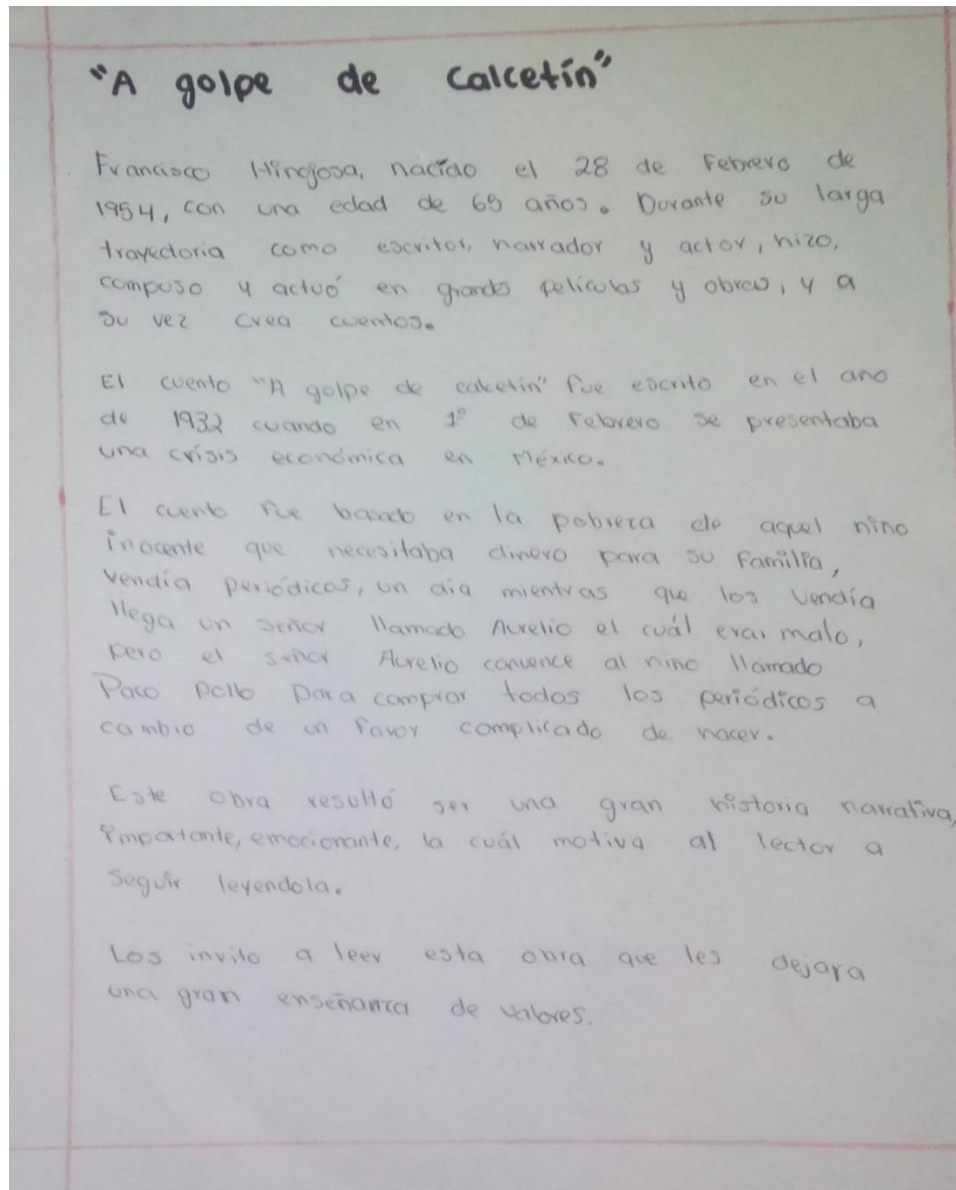 "A golpe de Calcetín"
Francisco Hinojosa, nacido el 28 de Febrero de
1954, con una edad de 65 años. Durante su larga
trayectoria como escritor, narrador y actor, hizo,
compuso y actuó en grandes películas y obras, y a
su vez crea cuentos.
El cuento "A golpe de calcetín" fue escrito en el ano
de 1932 cuando en 1° de Febrero se presentaba
una crisis económica en México.
El cuento fue basado en la pobreza de aquel nino
inocente que necesitaba dinero para su familia,
vendía periódicos, un día mientras que los vendía
llega un señor llamado Aurelio el cuál era malo,
pero el señor Aurelio convence al nino llamado
Paco pollo para comprar todos los periódicos a
cambio de un favor complicado de hacer.
Este obra resultó ser una gran historia narrativa,
importante, emocionante, la cuál motiva al lector a
seguir leyendola.
Los invito a leer esta obra que les dejara
una gran enseñanza de valores.